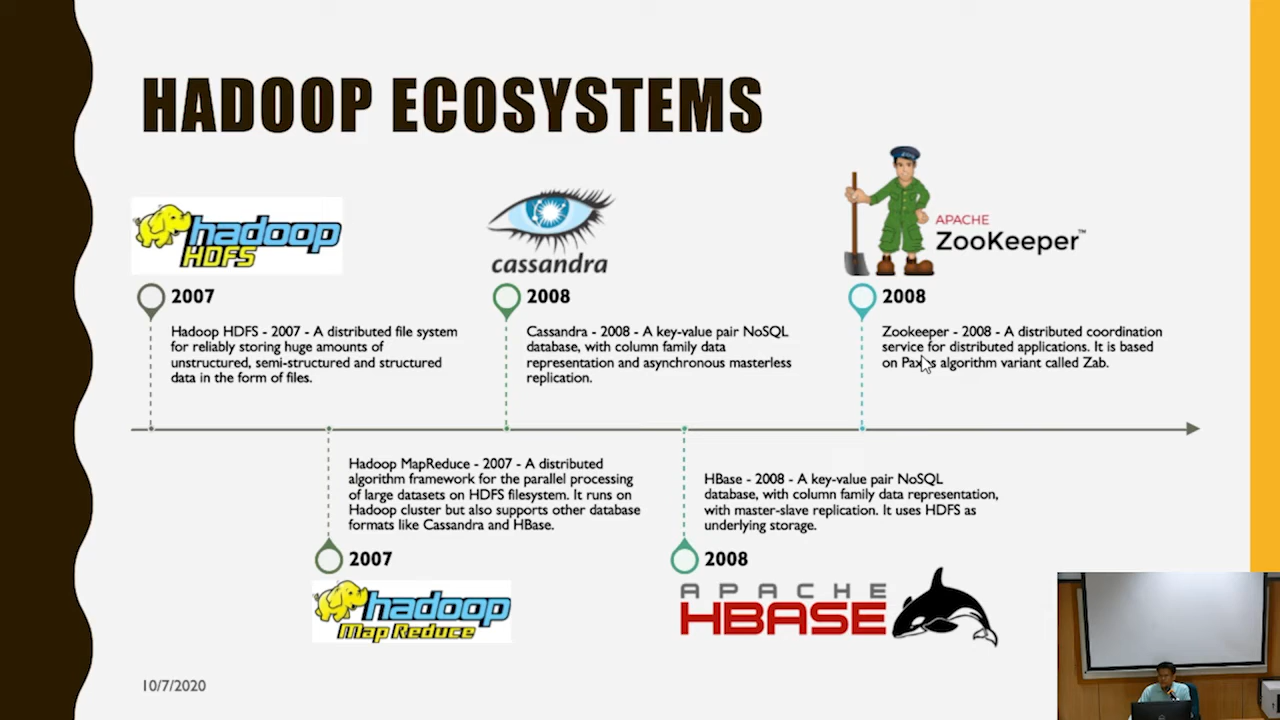 HADOOP ECOSYSTEMS
hadoop
HDFS
2007
Hadoop HDFS - 2007 - A distributed file system
for reliably storing huge amounts of
unstructured, semi-structured and structured
data in the form of files.
cassandra
2008
Cassandra - 2008 - A key-value pair NoSQL
database, with column family data
representation and asynchronous masterless
replication.
APACHE
ZooKeeper™
2008
Zookeeper - 2008 - A distributed coordination
service for distributed applications. It is based
on algorithm variant called Zab.
Hadoop MapReduce - 2007 - A distributed
algorithm framework for the parallel processing
of large datasets on HDFS filesystem. It runs on
Hadoop cluster but also supports other database
formats like Cassandra and HBase.
2007
hadoop
Map Reduce
HBase - 2008 - A key-value pair NoSQL
database, with column family data representation,
with master-slave replication. It uses HDFS as
underlying storage.
2008
APACHE
HBASE
10/7/2020